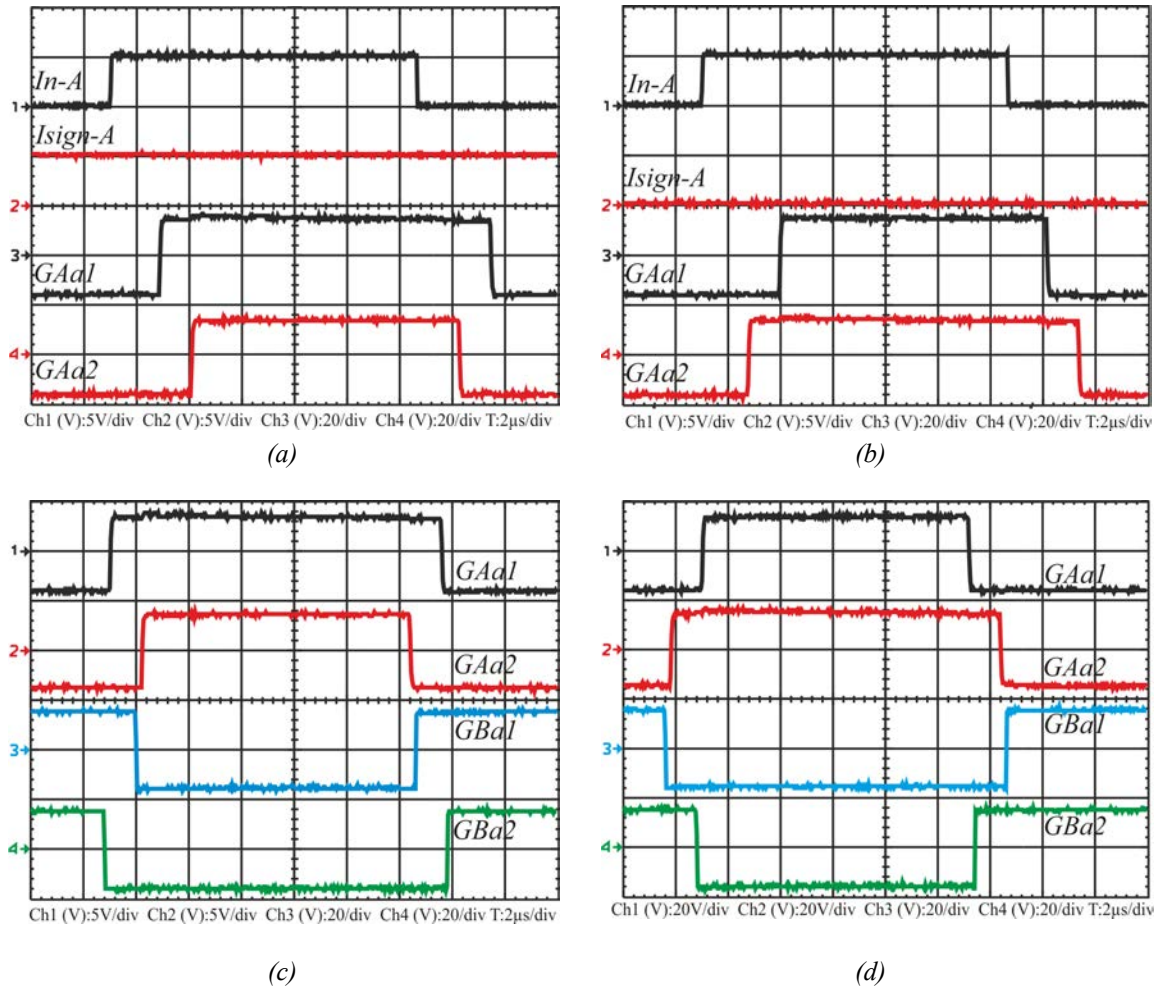 In-A
1
Isign-A
2
3
GAa1
4
GAa2
Ch1 (V):5V/div Ch2 (V):5V/div Ch3 (V):20/div Ch4 (V):20/div T:2µs/div
(a)
In-A
1
Isign-A
2
3
GAa1
4
GAa2
Ch1 (V):5V/div Ch2 (V):5V/div Ch3 (V):20/div Ch4 (V):20/div T:2µs/div
(b)
1
GAa1
2
GAa2
GBa1
3
GBa2
4
Ch1 (V):5V/div Ch2 (V):5V/div Ch3 (V):20/div Ch4 (V):20/div T:2µs/div
(c)
1
GAa1
2
GAa2
GBa1
3
GBa2
4
Ch1 (V):20V/div Ch2 (V):20V/div Ch3 (V):20/div Ch4 (V):20/div T:2µs/div
(d)